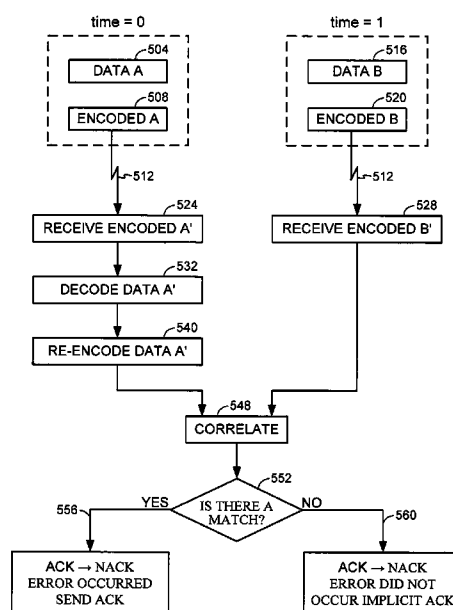 time = 0
time = 1
504
516
DATA A
DATA B
508
520
ENCODED A
ENCODED B
512
512
524
528
RECEIVE ENCODED A'
RECEIVE ENCODED B'
532
DECODE DATA A'
540
RE-ENCODE DATA A'
548
CORRELATE
552
IS THERE A
MATCH?
YES
NO
556
560
ACK → NACK
ERROR OCCURRED
SEND ACK
ACK → NACK
ERROR DID NOT
OCCUR IMPLICIT ACK